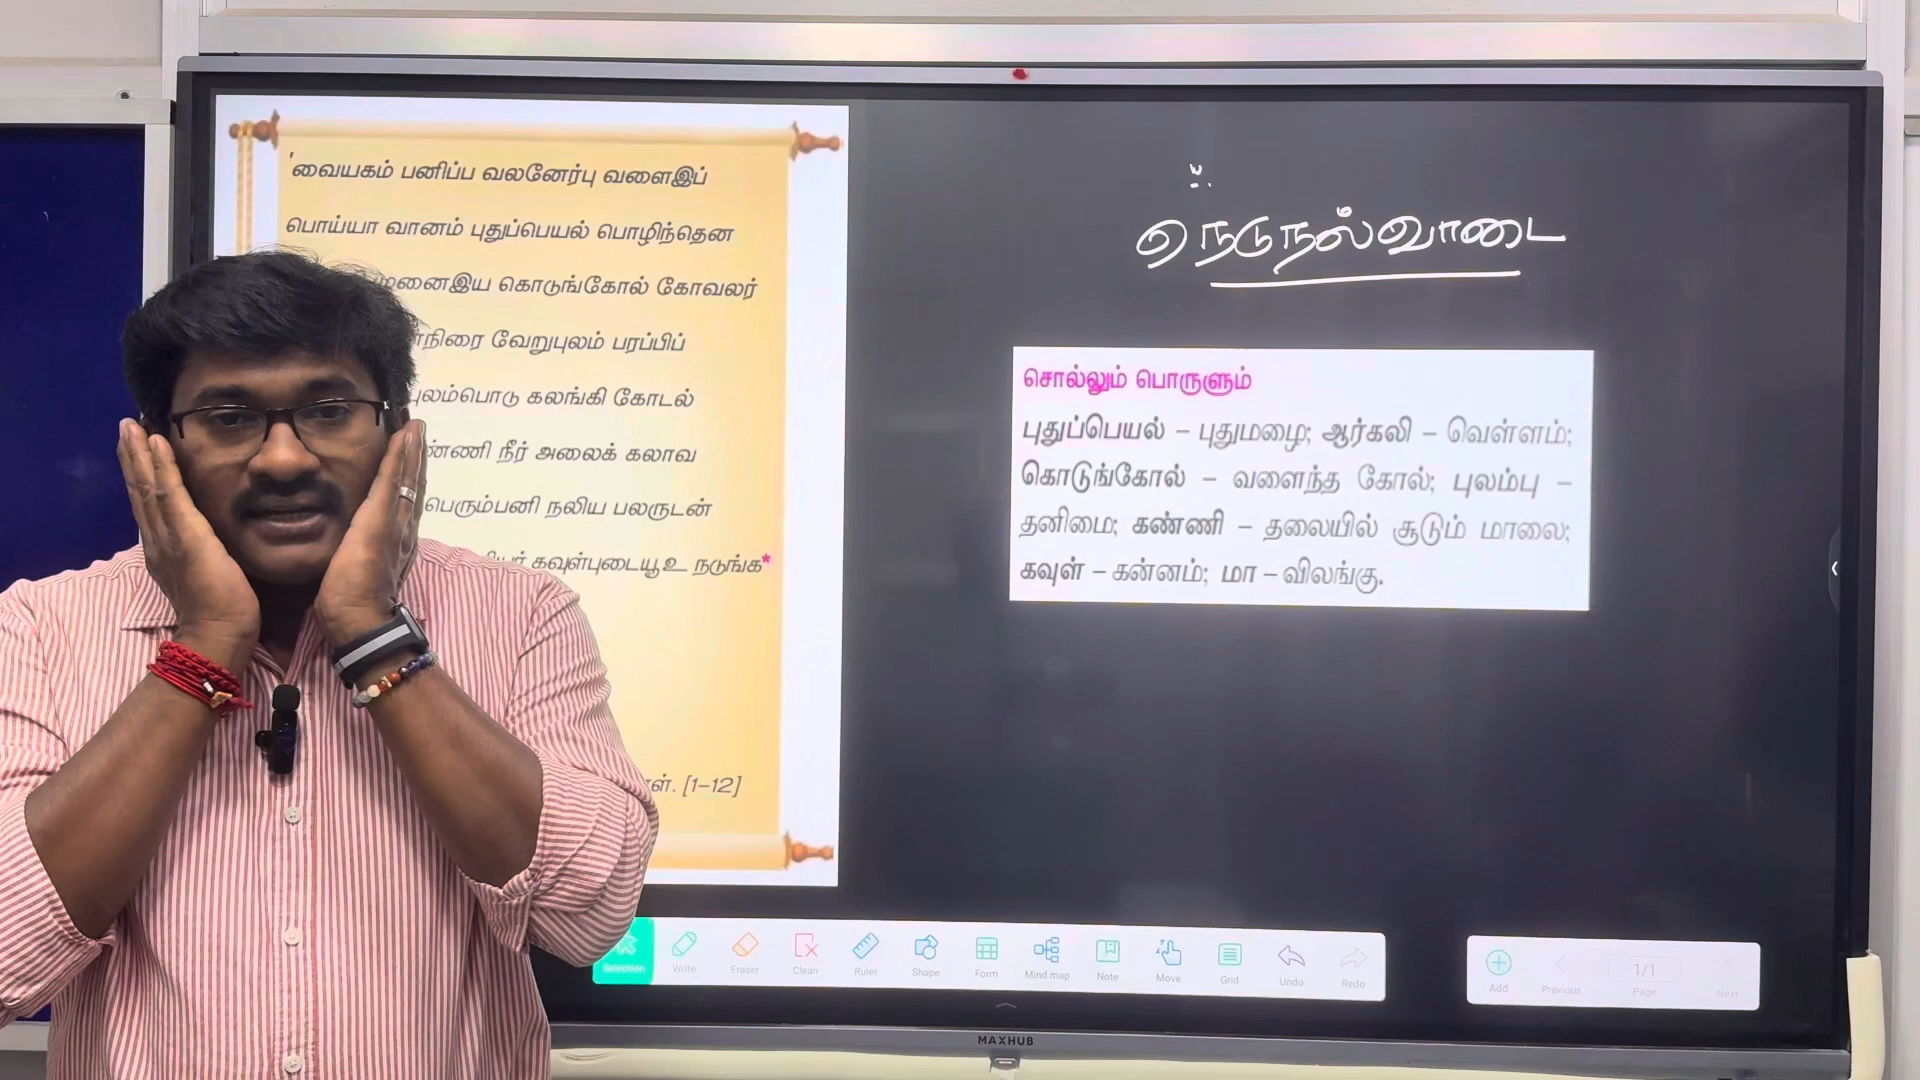 'வையகம் பனிப்ப வலனேர்பு வளைஇப்
பொய்யா வானம் புதுப்பெயல் பொழிந்தென
கொடுங்கோல் கோவலர்
வேறுபுலம் பரப்பிப்
கலங்கி கோடல்
நீர் அலைக் கலாவ
பெரும்பனி நலிய பலருடன்
கவுள்புடையூஉ நடுங்க*
[1-12]
நெடுநல்வாடை
சொல்லும் பொருளும்
புதுப்பெயல் – புதுமழை; ஆர்கலி – வெள்ளம்;
கொடுங்கோல் – வளைந்த கோல்; புலம்பு –
தனிமை; கண்ணி – தலையில் சூடும் மாலை;
கவுள் – கன்னம்; மா – விலங்கு.
Selection Write Eraser Clean Ruler Shape Form Mind map Note Move Grid Undo Redo
Add Previous 1/1 Page Next
MAXHUB